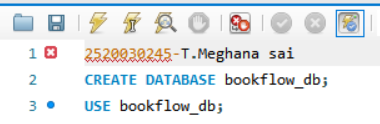 1 2520030245-T.Meghana sai
2 CREATE DATABASE bookflow_db;
3 USE bookflow_db;